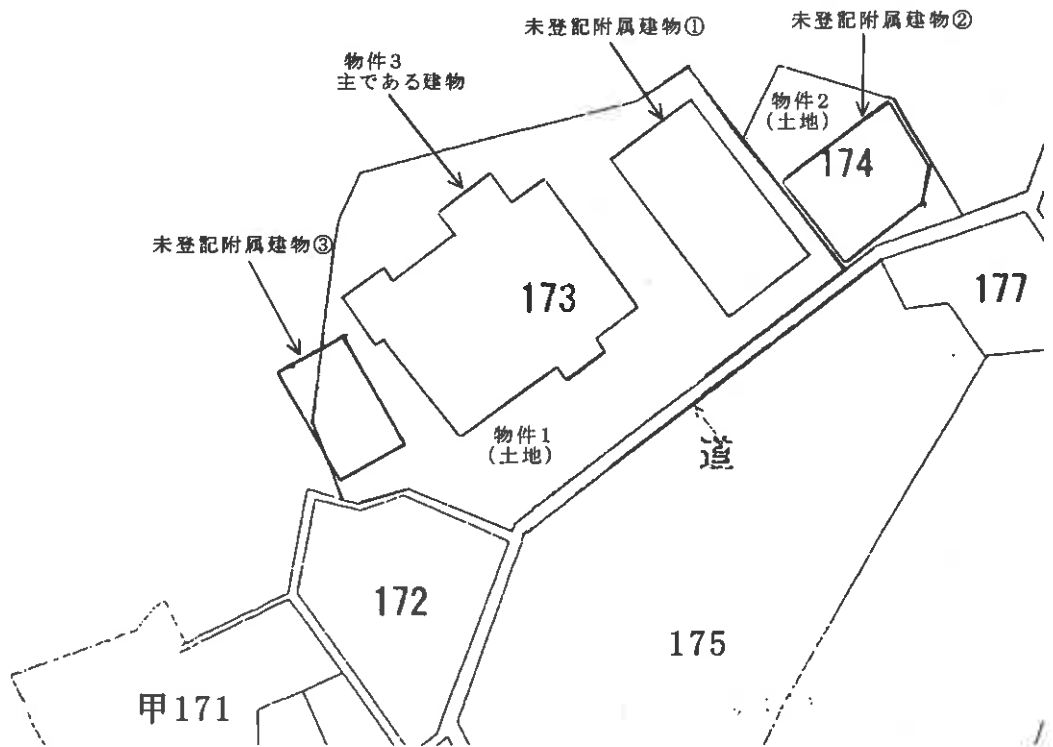 未登記附属建物②
未登記附属建物①
物件3
主である建物
物件2
(土地)
174
未登記附属建物③
173
177
物件1
(土地)
道
172
175
甲171